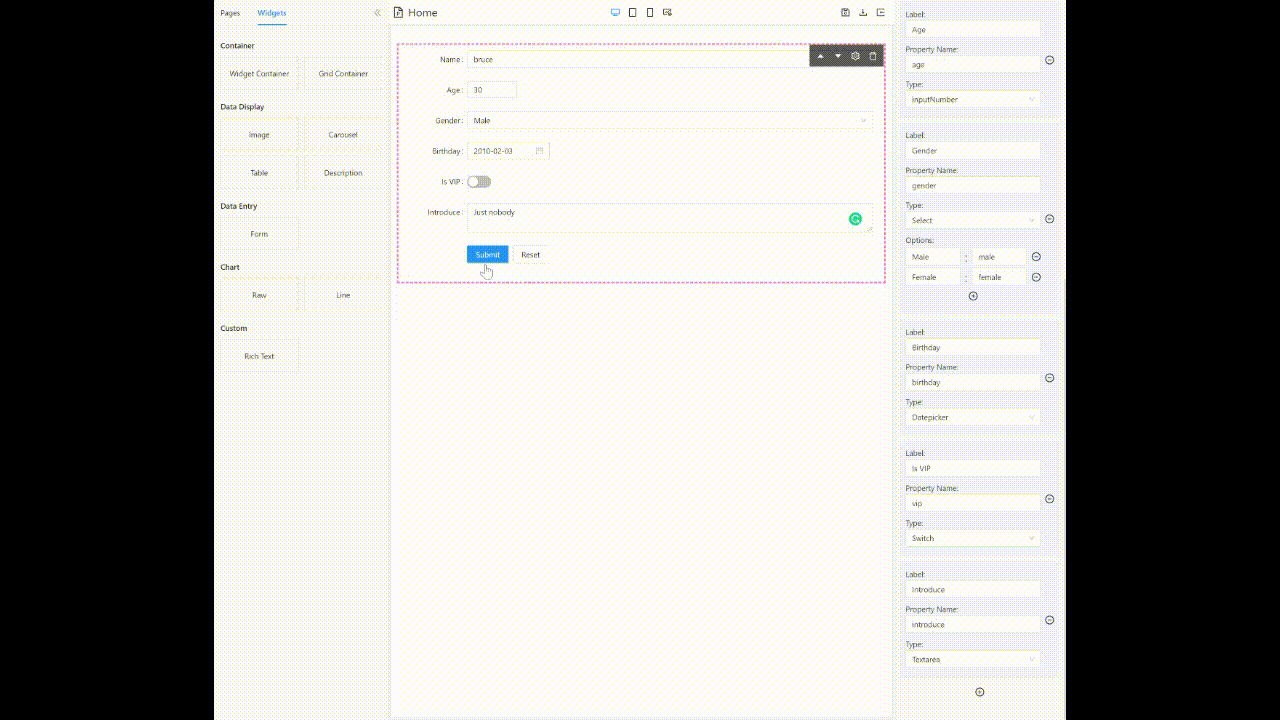 Pages Widgets
Container
Widget Container Grid Container
Data Display
Image Carousel
Table Description
Data Entry
Form
Chart
Raw Line
Custom
Rich Text
Home
Name: bruce
Age: 30
Gender: Male
Birthday: 2010-02-03
Is VIP:
Introduce: Just nobody
Submit Reset
Label:
Age
Property Name:
age
Type:
inputNumber
Label:
Gender
Property Name:
gender
Type:
Select
Options:
Male : male
Female : female
Label:
Birthday
Property Name:
birthday
Type:
Datepicker
Label:
Is VIP
Property Name:
vip
Type:
Switch
Label:
Introduce
Property Name:
introduce
Type:
Textarea